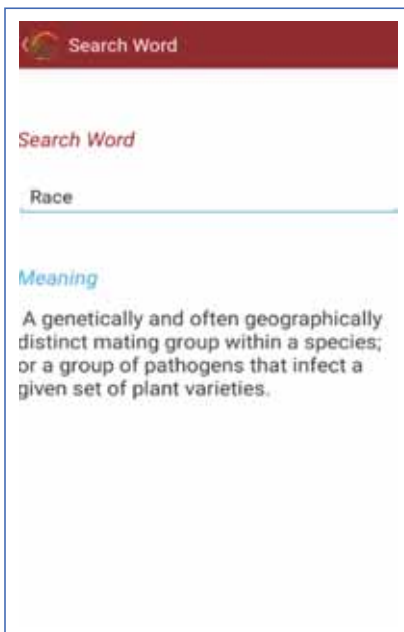 Search Word
Search Word
Race
Meaning
A genetically and often geographically
distinct mating group within a species;
or a group of pathogens that infect a
given set of plant varieties.